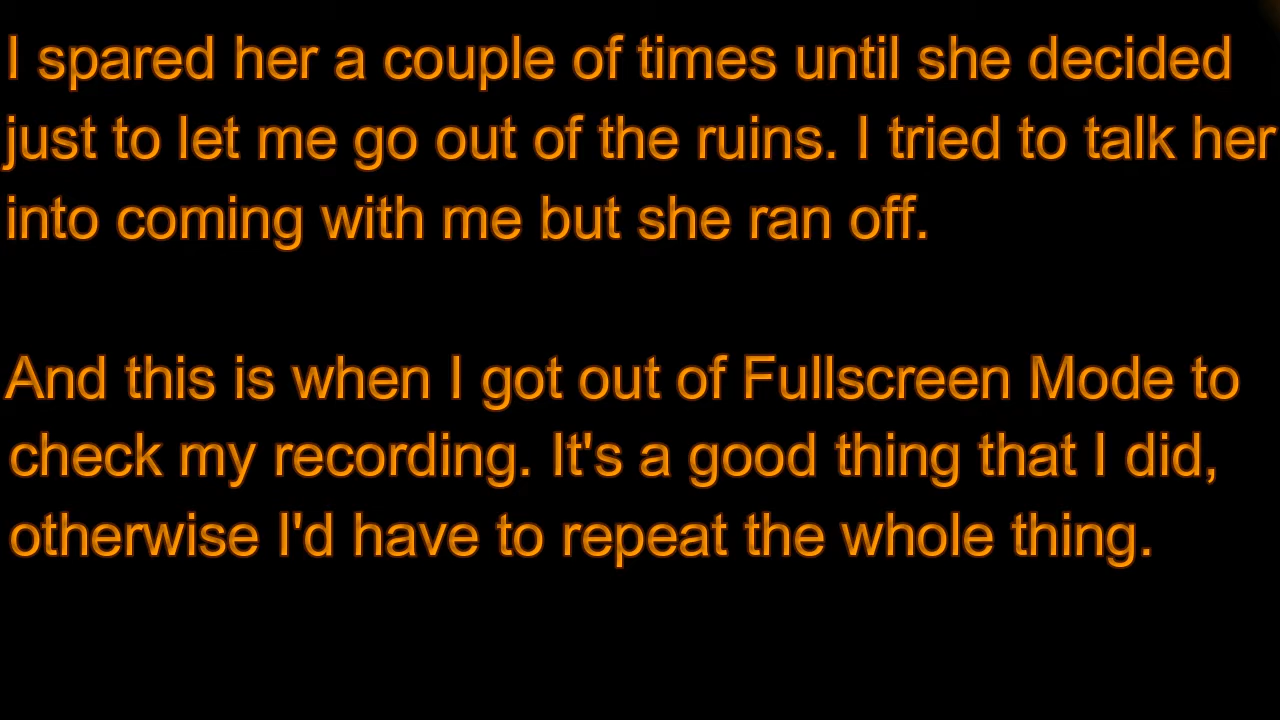 I spared her a couple of times until she decided
just to let me go out of the ruins. I tried to talk her
into coming with me but she ran off.
And this is when I got out of Fullscreen Mode to
check my recording. It's a good thing that I did,
otherwise I'd have to repeat the whole thing.